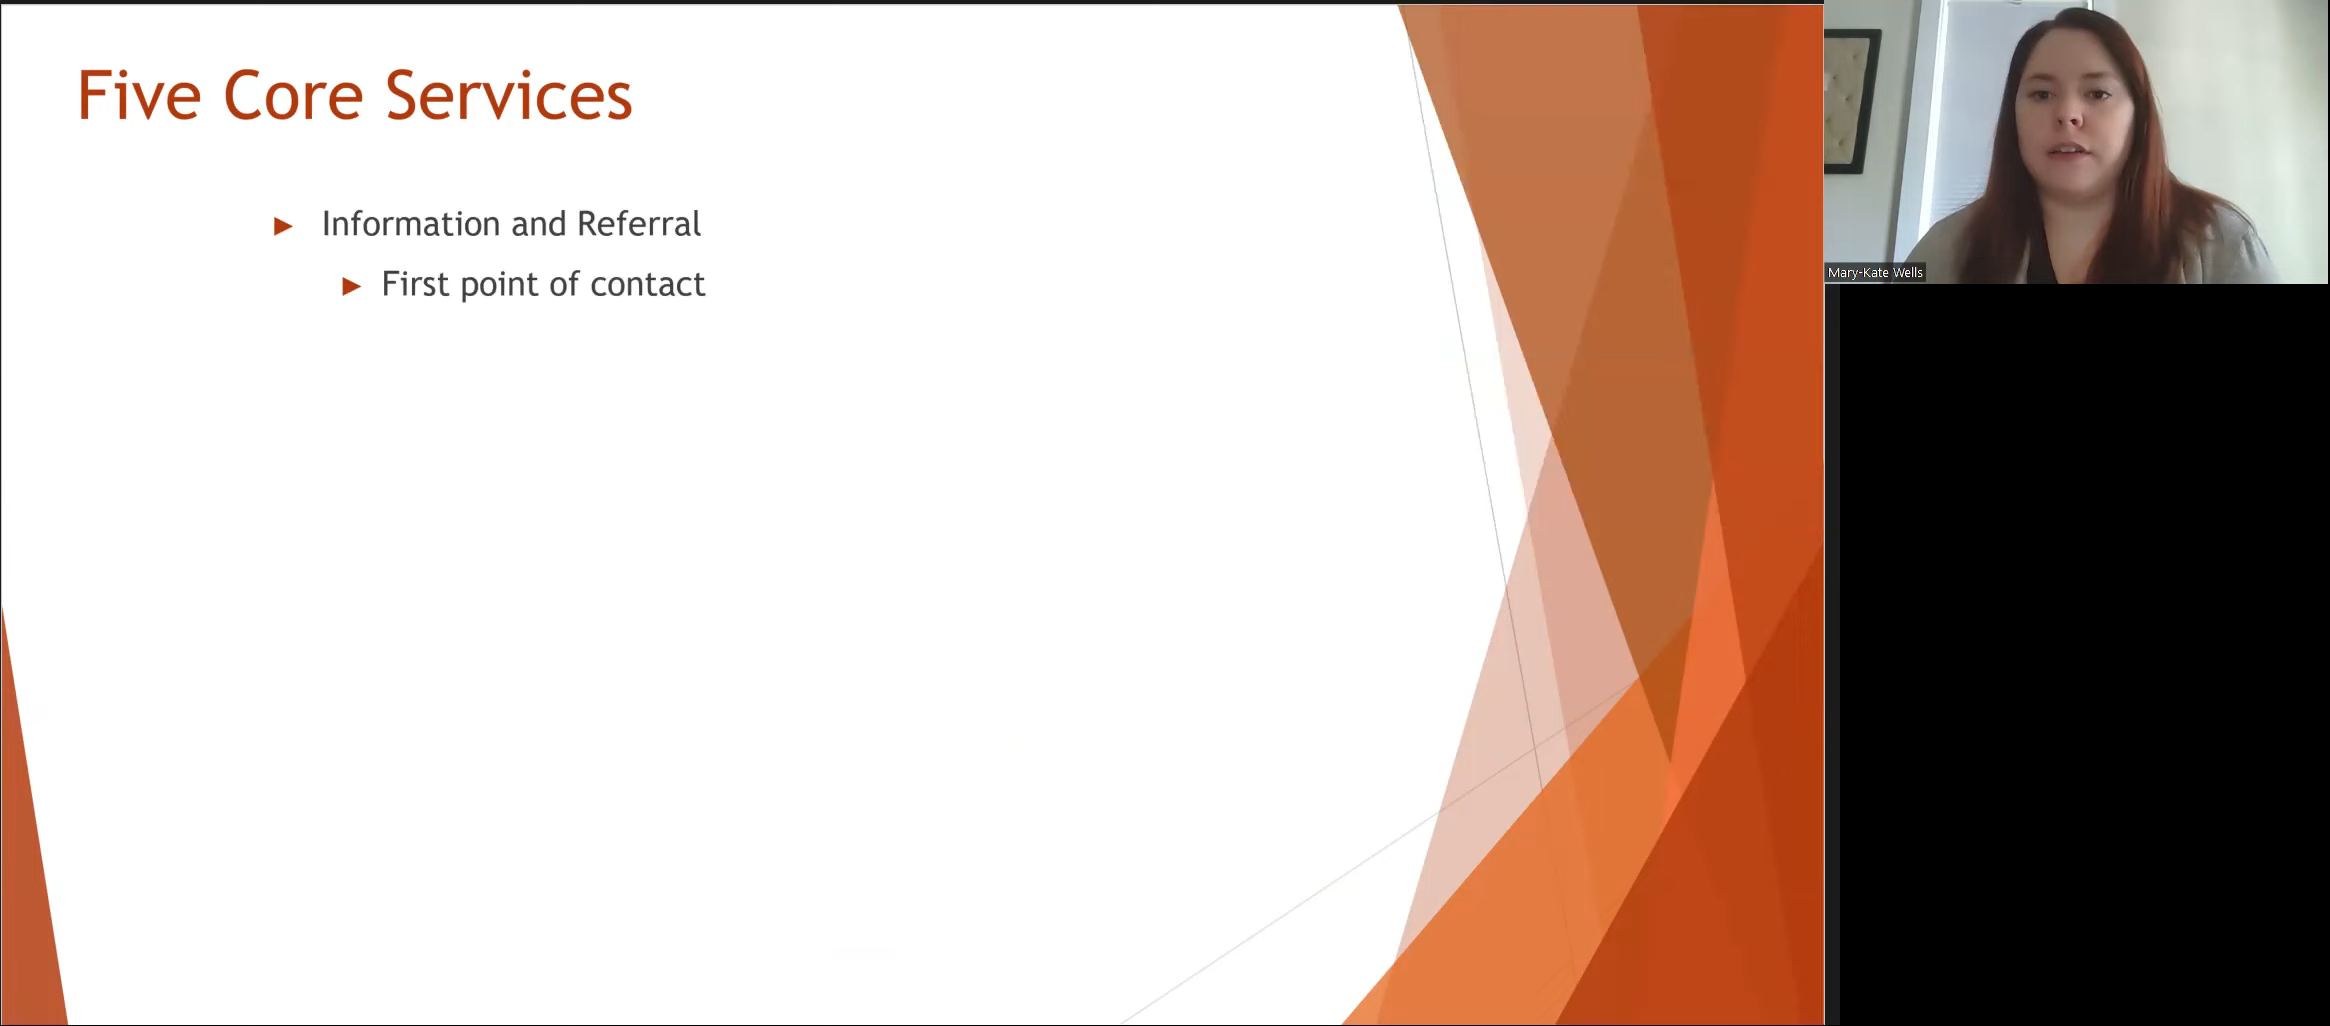 Five Core Services
Information and Referral
First point of contact
Mary-Kate Wells